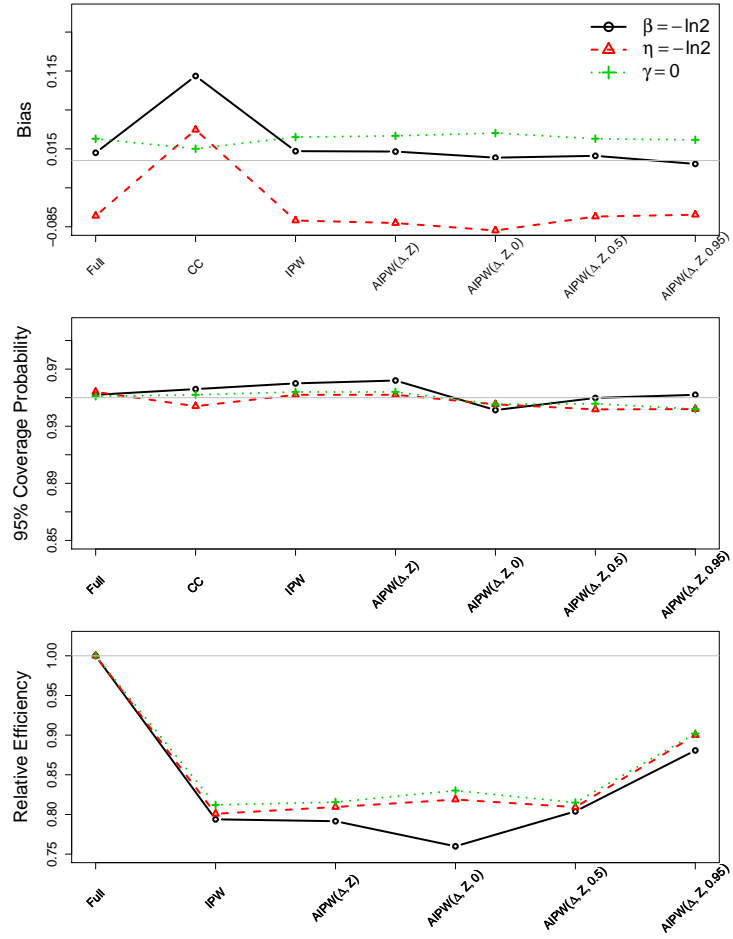 β = −ln2
η = −ln2
γ = 0
Bias
0.115
0.015
−0.085
Full
CC
IPW
AIPW(Δ, Z)
AIPW(Δ, Z, 0)
AIPW(Δ, Z, 0.5)
AIPW(Δ, Z, 0.95)
95% Coverage Probability
0.97
0.93
0.89
0.85
Full
CC
IPW
AIPW(Δ, Z)
AIPW(Δ, Z, 0)
AIPW(Δ, Z, 0.5)
AIPW(Δ, Z, 0.95)
Relative Efficiency
1.00
0.95
0.90
0.85
0.80
0.75
Full
IPW
AIPW(Δ, Z)
AIPW(Δ, Z, 0)
AIPW(Δ, Z, 0.5)
AIPW(Δ, Z, 0.95)